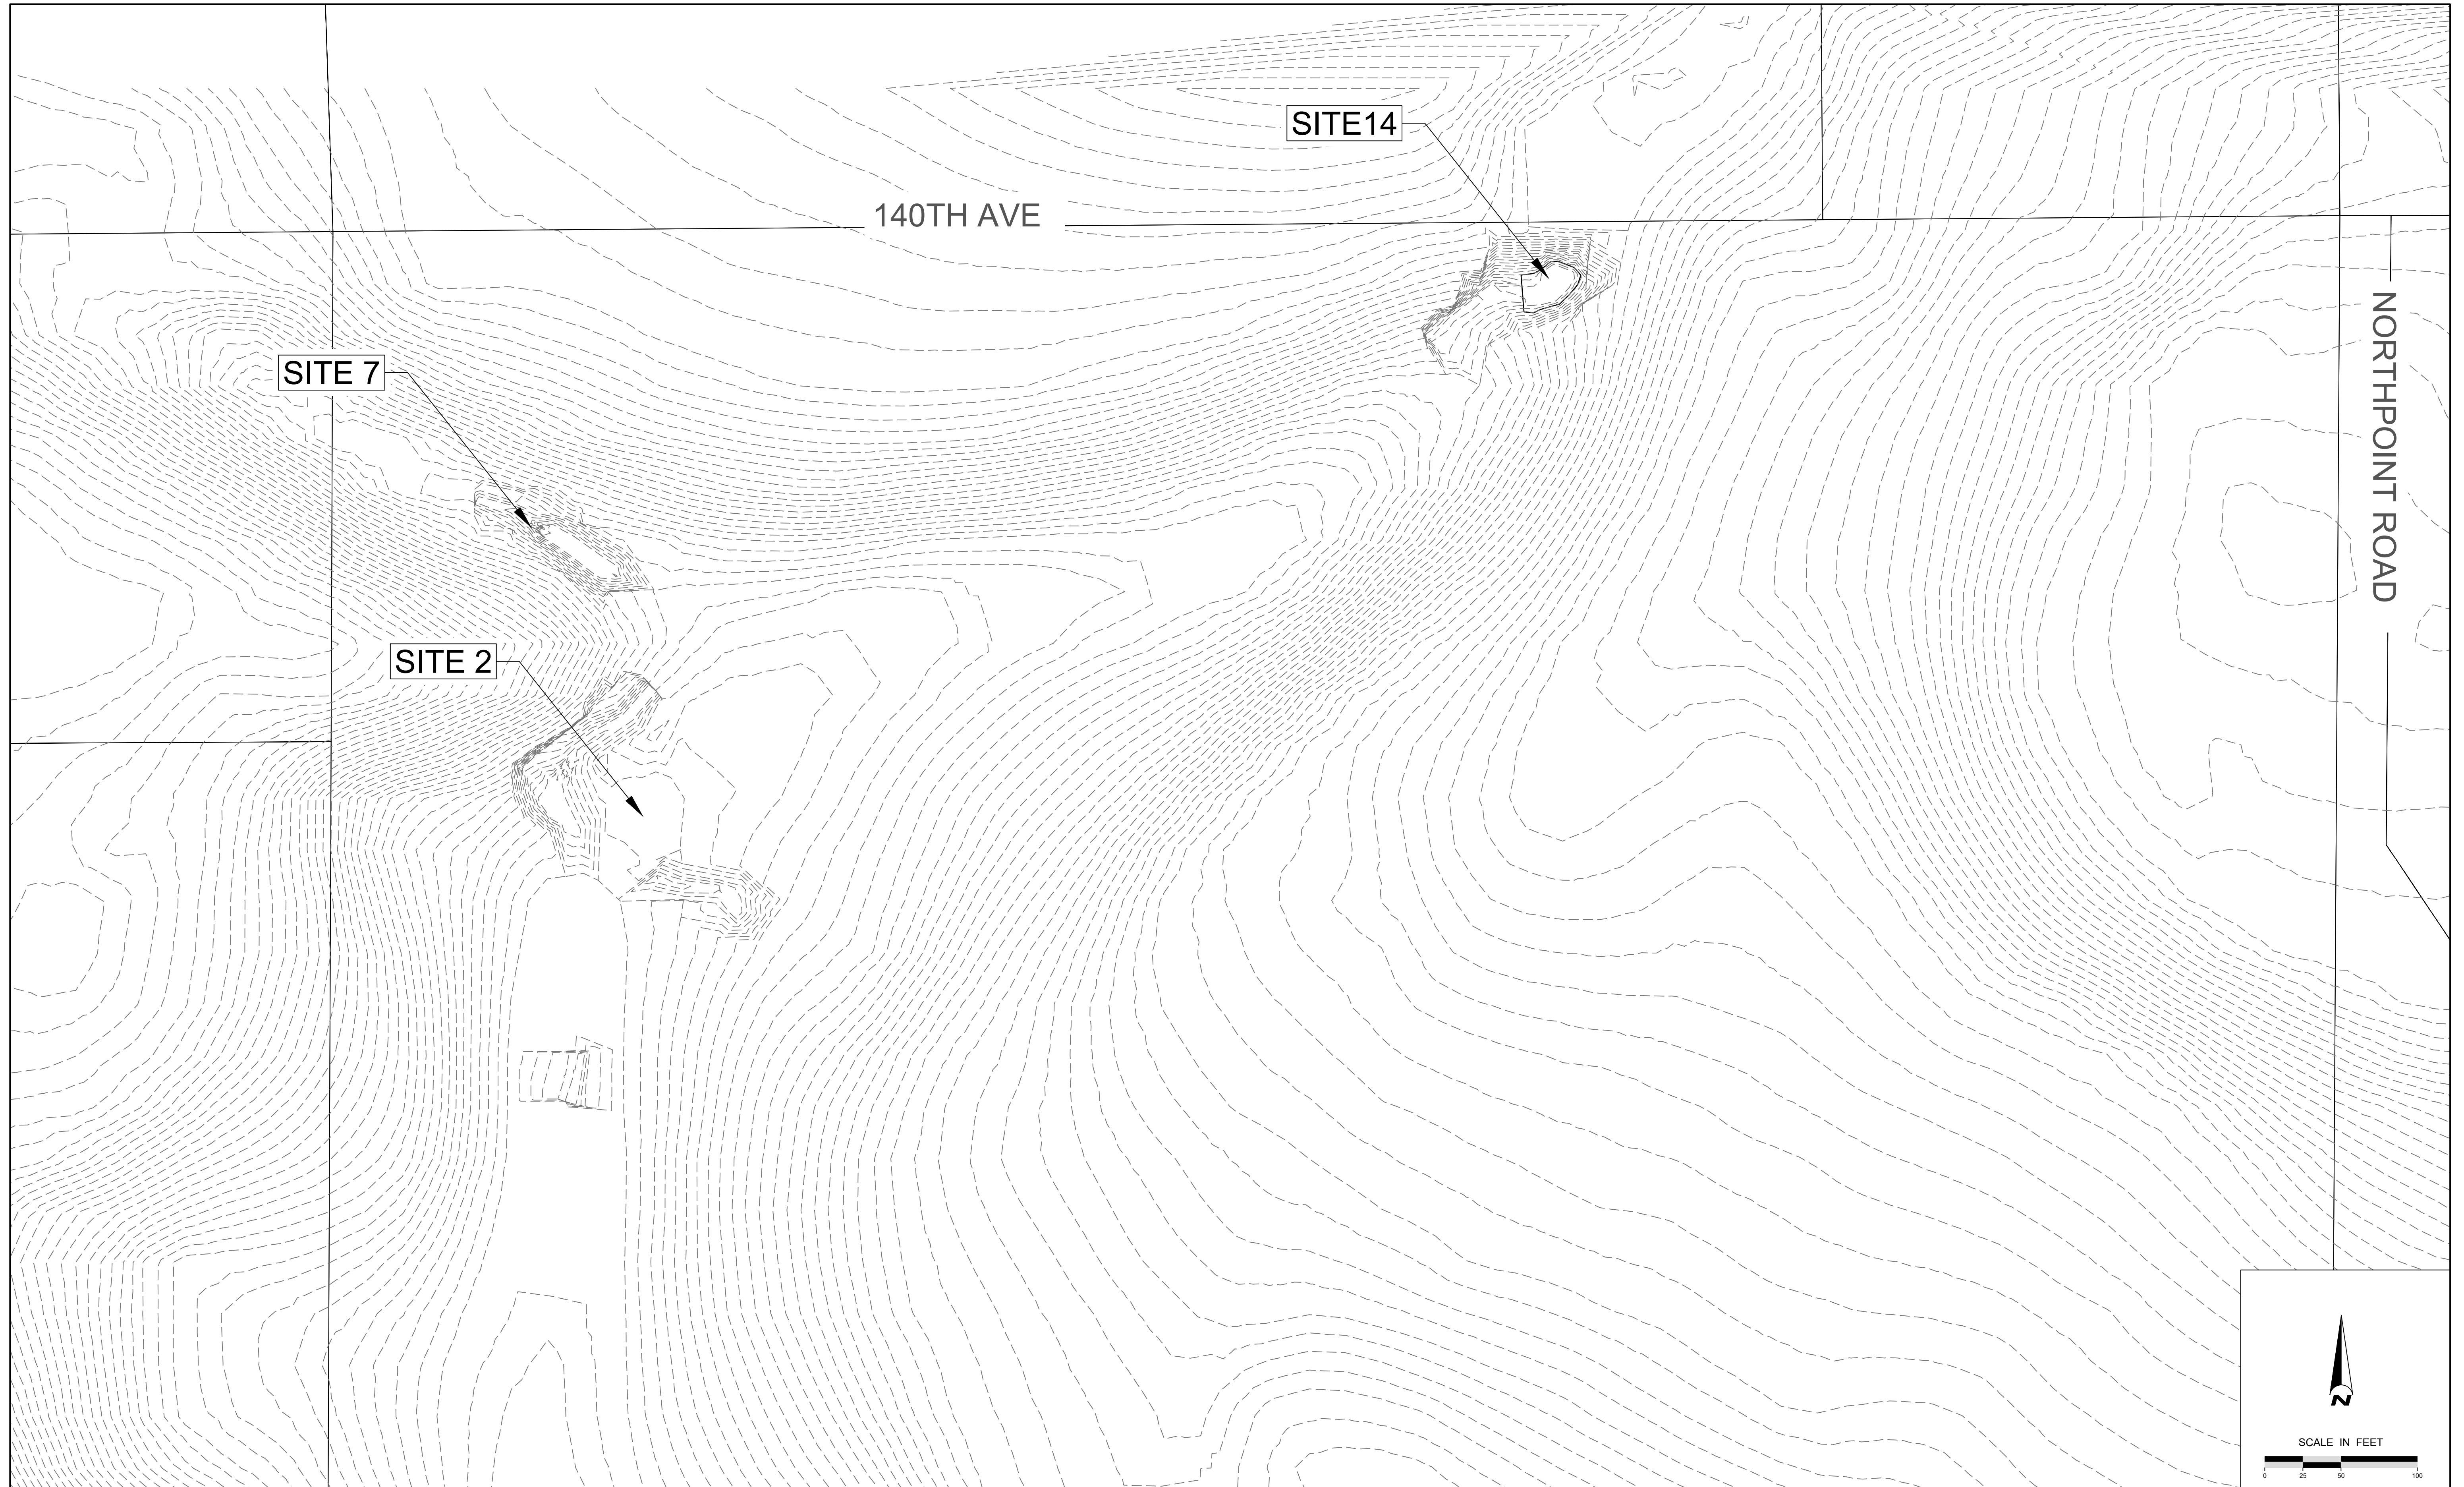 SITE14
140TH AVE
NORTHPOINT ROAD
SITE 7
SITE 2
N
SCALE IN FEET
0 25 50 100